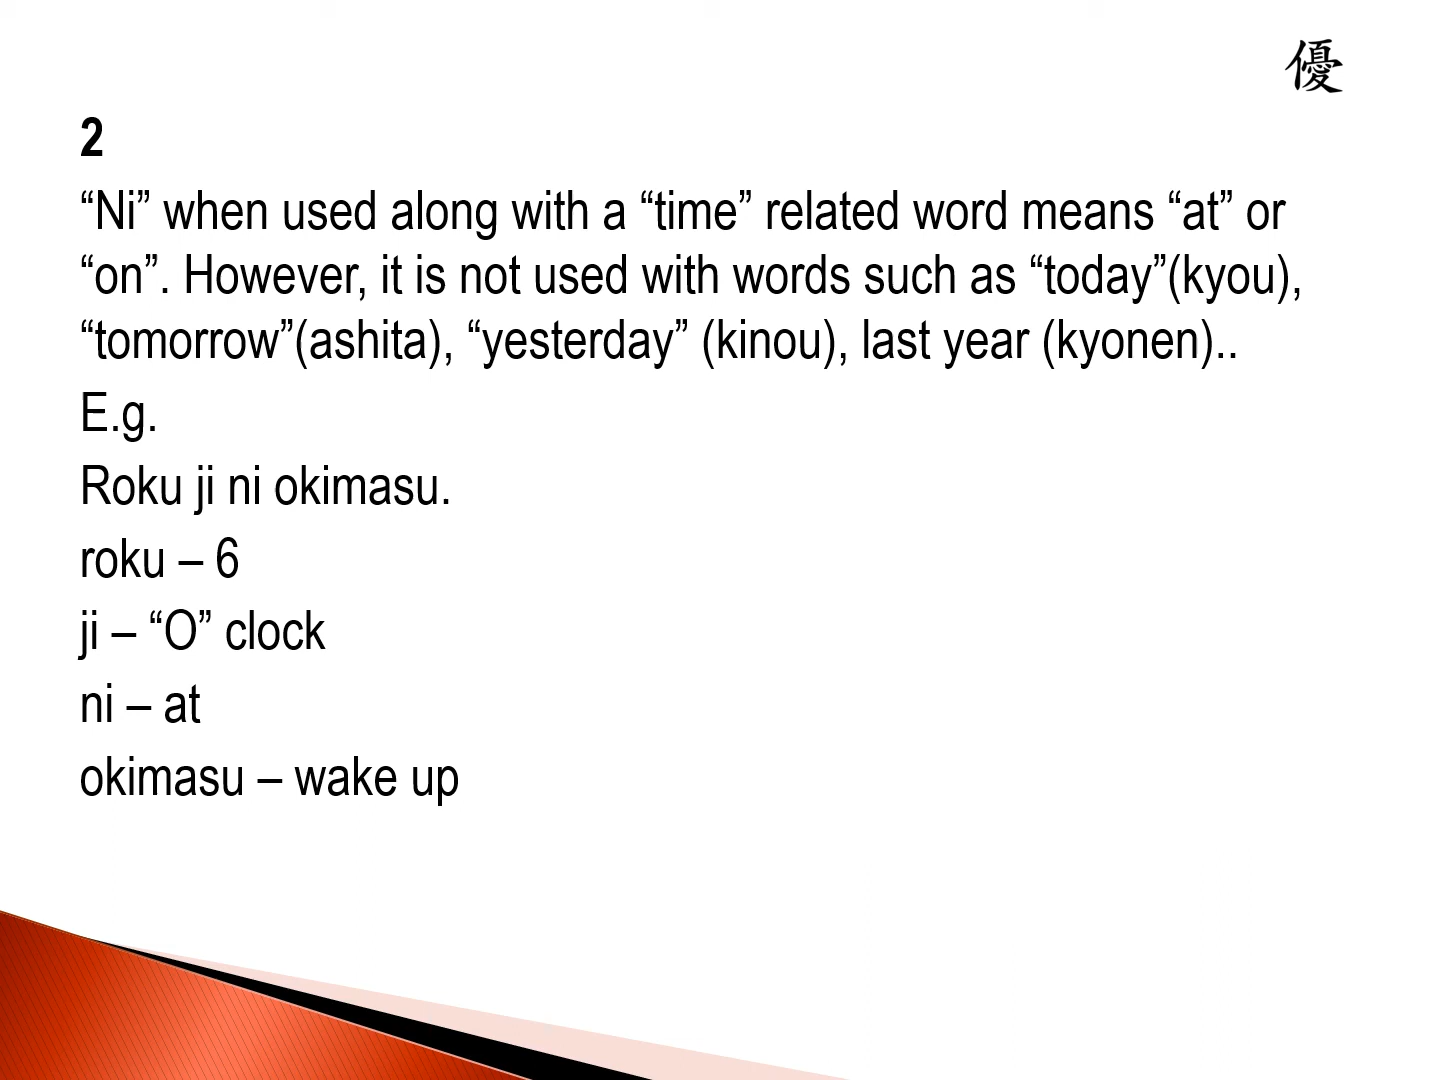 優
2
“Ni” when used along with a “time” related word means “at” or
“on”. However, it is not used with words such as “today”(kyou),
“tomorrow”(ashita), “yesterday” (kinou), last year (kyonen)..
E.g.
Roku ji ni okimasu.
roku – 6
ji – “O” clock
ni – at
okimasu – wake up